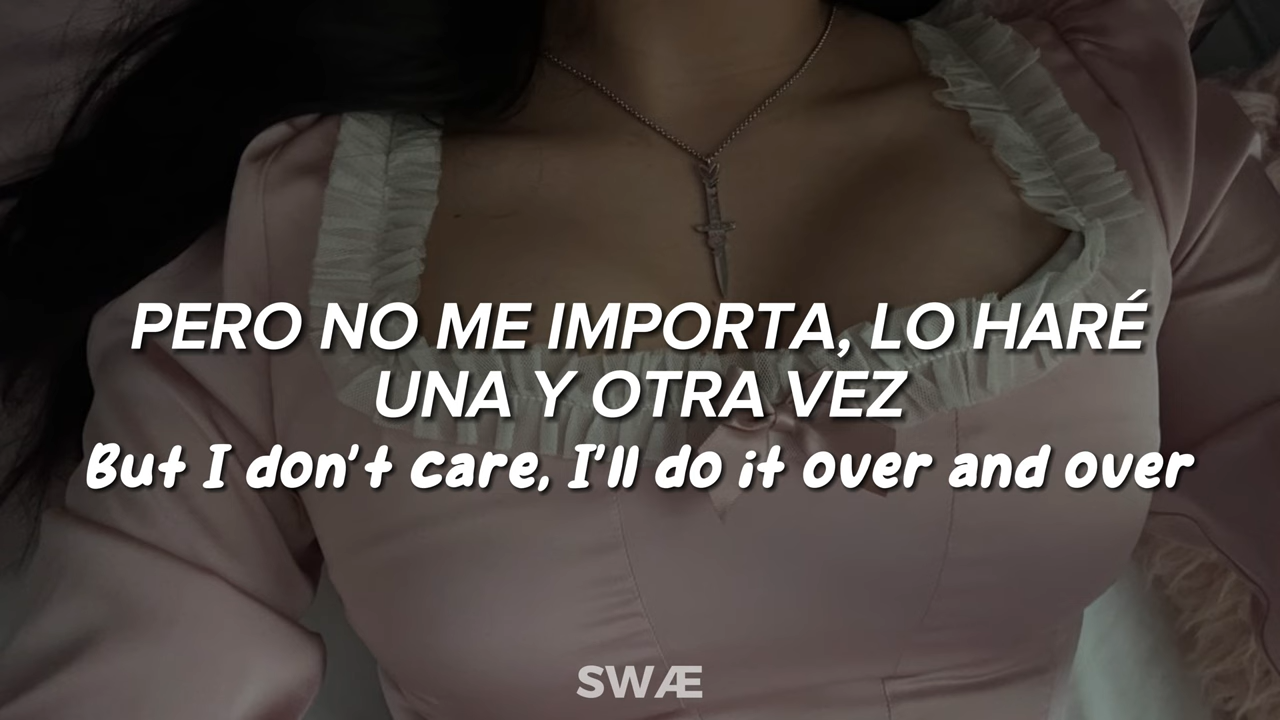 PERO NO ME IMPORTA, LO HARÉ
UNA Y OTRA VEZ
But I don't care, I'll do it over and over
SWÆ